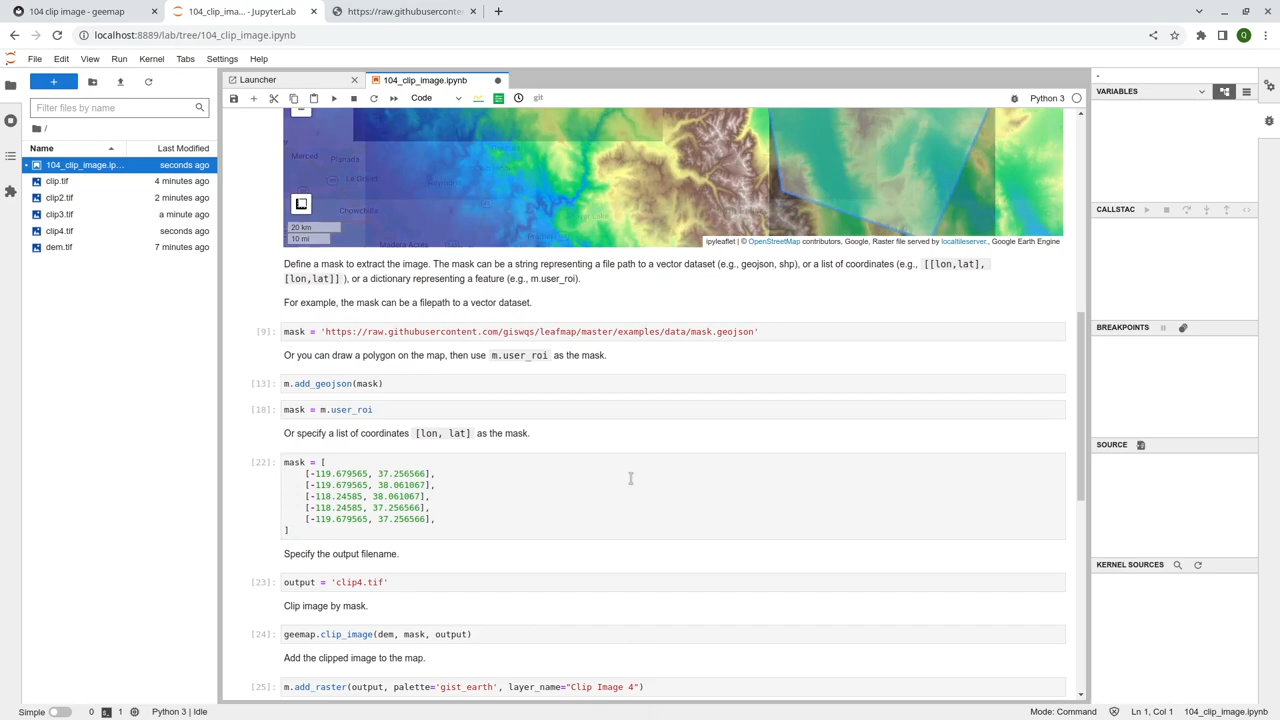 104 clip image - geemap
104_clip_ima... - JupyterLab
https://raw.githubuserconte
localhost:8889/lab/tree/104_clip_image.ipynb
Q
File Edit View Run Kernel Tabs Settings Help
Filter files by name
/
Name Last Modified
104_clip_image.ip... seconds ago
clip.tif 4 minutes ago
clip2.tif 2 minutes ago
clip3.tif a minute ago
clip4.tif seconds ago
dem.tif 7 minutes ago
Launcher
104_clip_image.ipynb
Code
git
Python 3
Merced Planada
Le Grand
Chowchilla
Madera Acres
20 km
10 mi
ipyleaflet | © OpenStreetMap contributors, Google, Raster file served by localtileserver., Google Earth Engine
Define a mask to extract the image. The mask can be a string representing a file path to a vector dataset (e.g., geojson, shp), or a list of coordinates (e.g., [[lon,lat],
[lon,lat]] ), or a dictionary representing a feature (e.g., m.user_roi).
For example, the mask can be a filepath to a vector dataset.
[9]: mask = 'https://raw.githubusercontent.com/giswqs/leafmap/master/examples/data/mask.geojson'
Or you can draw a polygon on the map, then use m.user_roi as the mask.
[13]: m.add_geojson(mask)
[18]: mask = m.user_roi
Or specify a list of coordinates [lon, lat] as the mask.
[22]: mask = [
[-119.679565, 37.256566],
[-119.679565, 38.061067],
[-118.24585, 38.061067],
[-118.24585, 37.256566],
[-119.679565, 37.256566],
]
Specify the output filename.
[23]: output = 'clip4.tif'
Clip image by mask.
[24]: geemap.clip_image(dem, mask, output)
Add the clipped image to the map.
[25]: m.add_raster(output, palette='gist_earth', layer_name="Clip Image 4")
-
VARIABLES
CALLSTAC
BREAKPOINTS
SOURCE
KERNEL SOURCES
Simple 0 1 Python 3 | Idle
Mode: Command Ln 1, Col 1 104_clip_image.ipynb